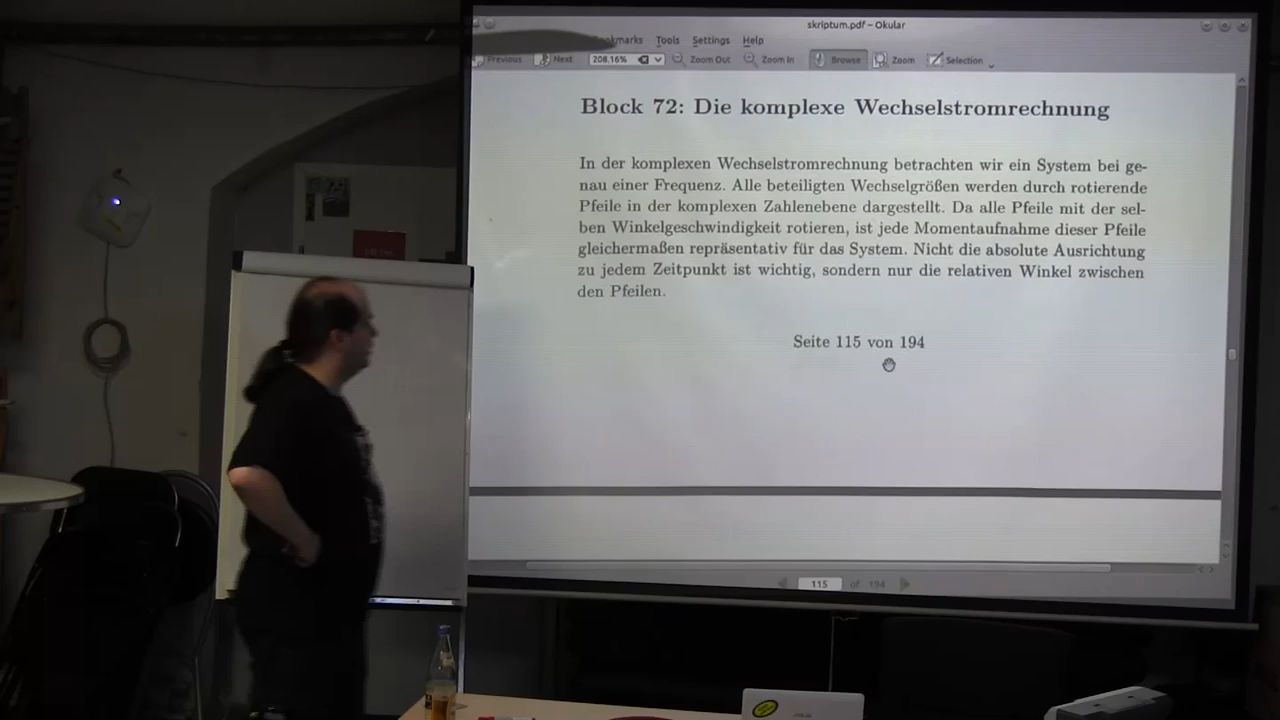 skriptum.pdf – Okular
Tools Settings Help
Previous Next 208.16% Zoom Out Zoom In Browse Zoom Selection
Block 72: Die komplexe Wechselstromrechnung
In der komplexen Wechselstromrechnung betrachten wir ein System bei ge-
nau einer Frequenz. Alle beteiligten Wechselgrößen werden durch rotierende
Pfeile in der komplexen Zahlenebene dargestellt. Da alle Pfeile mit der sel-
ben Winkelgeschwindigkeit rotieren, ist jede Momentaufnahme dieser Pfeile
gleichermaßen repräsentativ für das System. Nicht die absolute Ausrichtung
zu jedem Zeitpunkt ist wichtig, sondern nur die relativen Winkel zwischen
den Pfeilen.
Seite 115 von 194
115 of 194